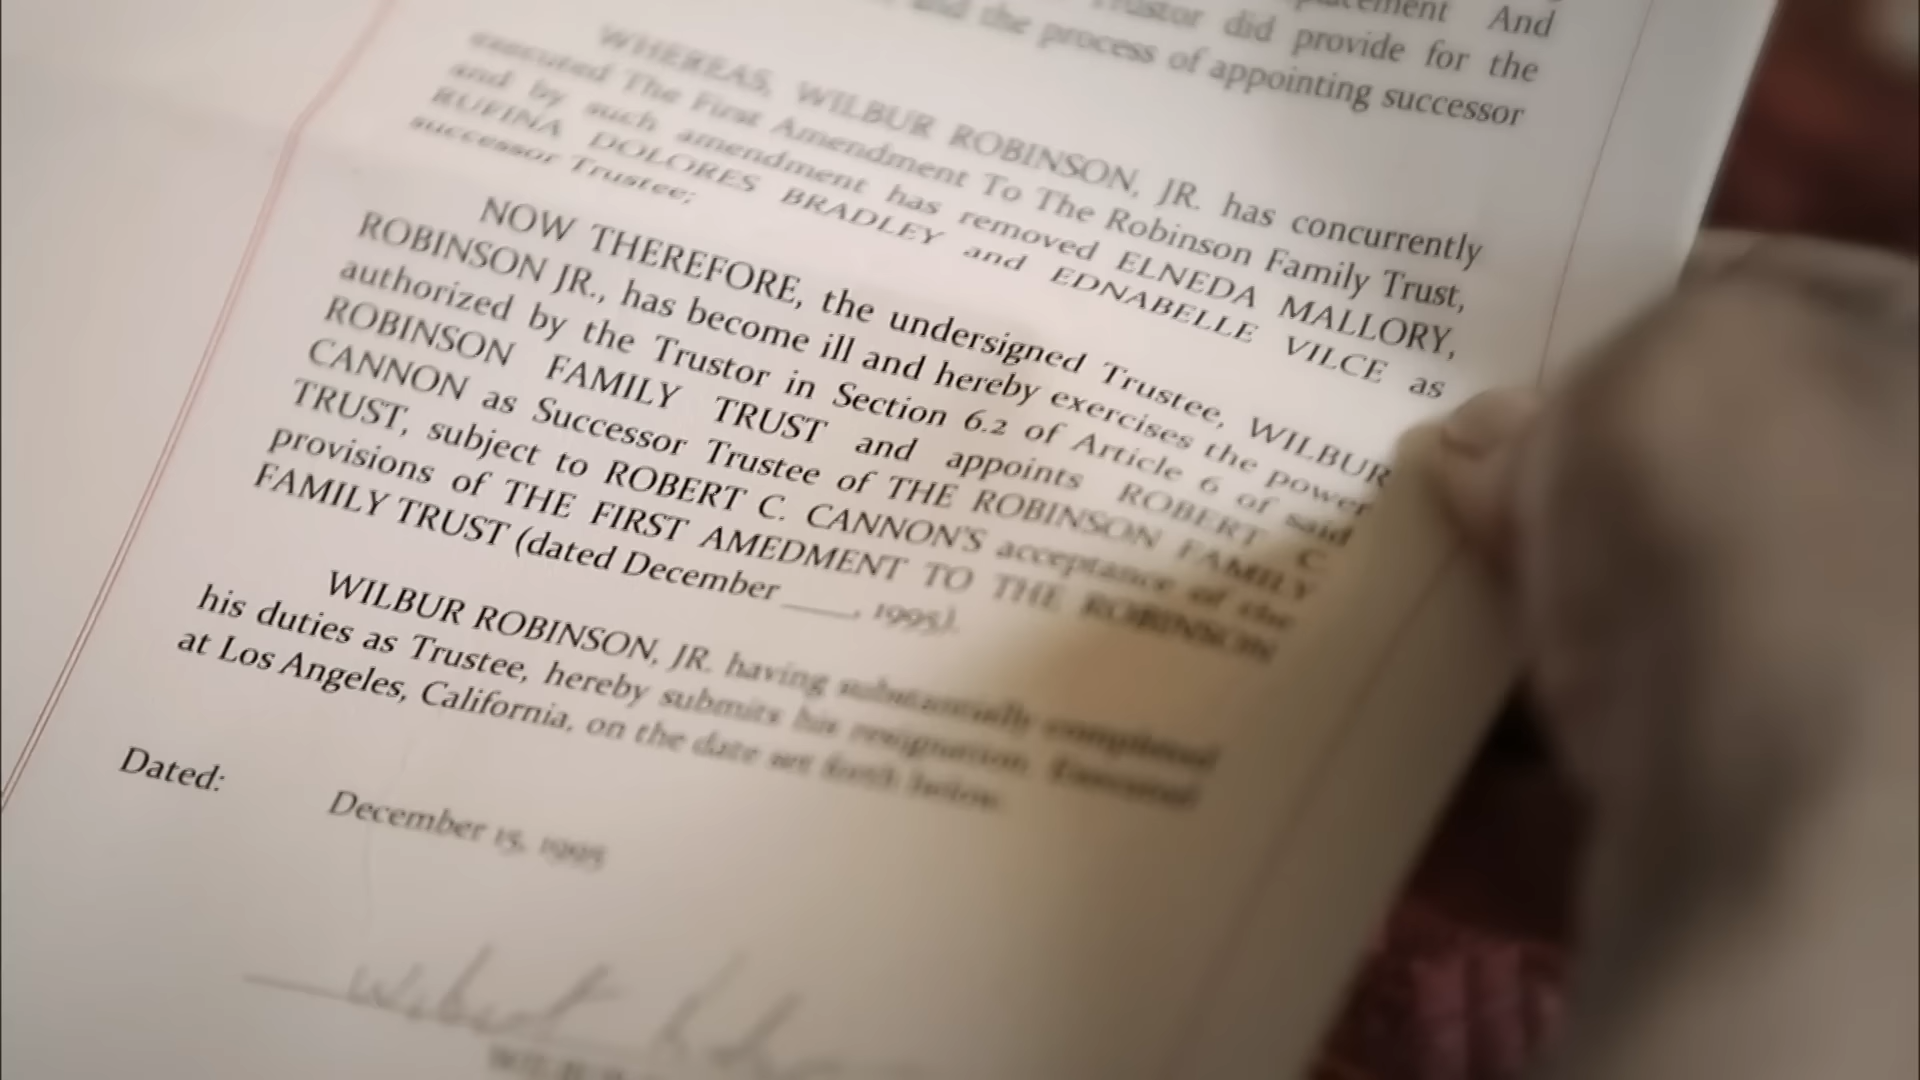 placement And
Trustor did provide for the
and the process of appointing successor
WHEREAS, WILBUR ROBINSON, JR. has concurrently
executed The First Amendment To The Robinson Family Trust,
and by such amendment has removed ELNEDA MALLORY,
RUFINA DOLORES BRADLEY and EDNABELLE VILCE as
successor Trustee;
NOW THEREFORE, the undersigned Trustee, WILBUR
ROBINSON JR., has become ill and hereby exercises the power
authorized by the Trustor in Section 6.2 of Article 6 of said
ROBINSON FAMILY TRUST and appoints ROBERT C
CANNON as Successor Trustee of THE ROBINSON FAMILY
TRUST, subject to ROBERT C. CANNON'S acceptance of the
provisions of THE FIRST AMEDMENT TO THE ROBINSON
FAMILY TRUST (dated December ____, 1995).
WILBUR ROBINSON, JR. having substantially completed
his duties as Trustee, hereby submits his resignation. Executed
at Los Angeles, California, on the date set forth below.
Dated: December 15, 1995